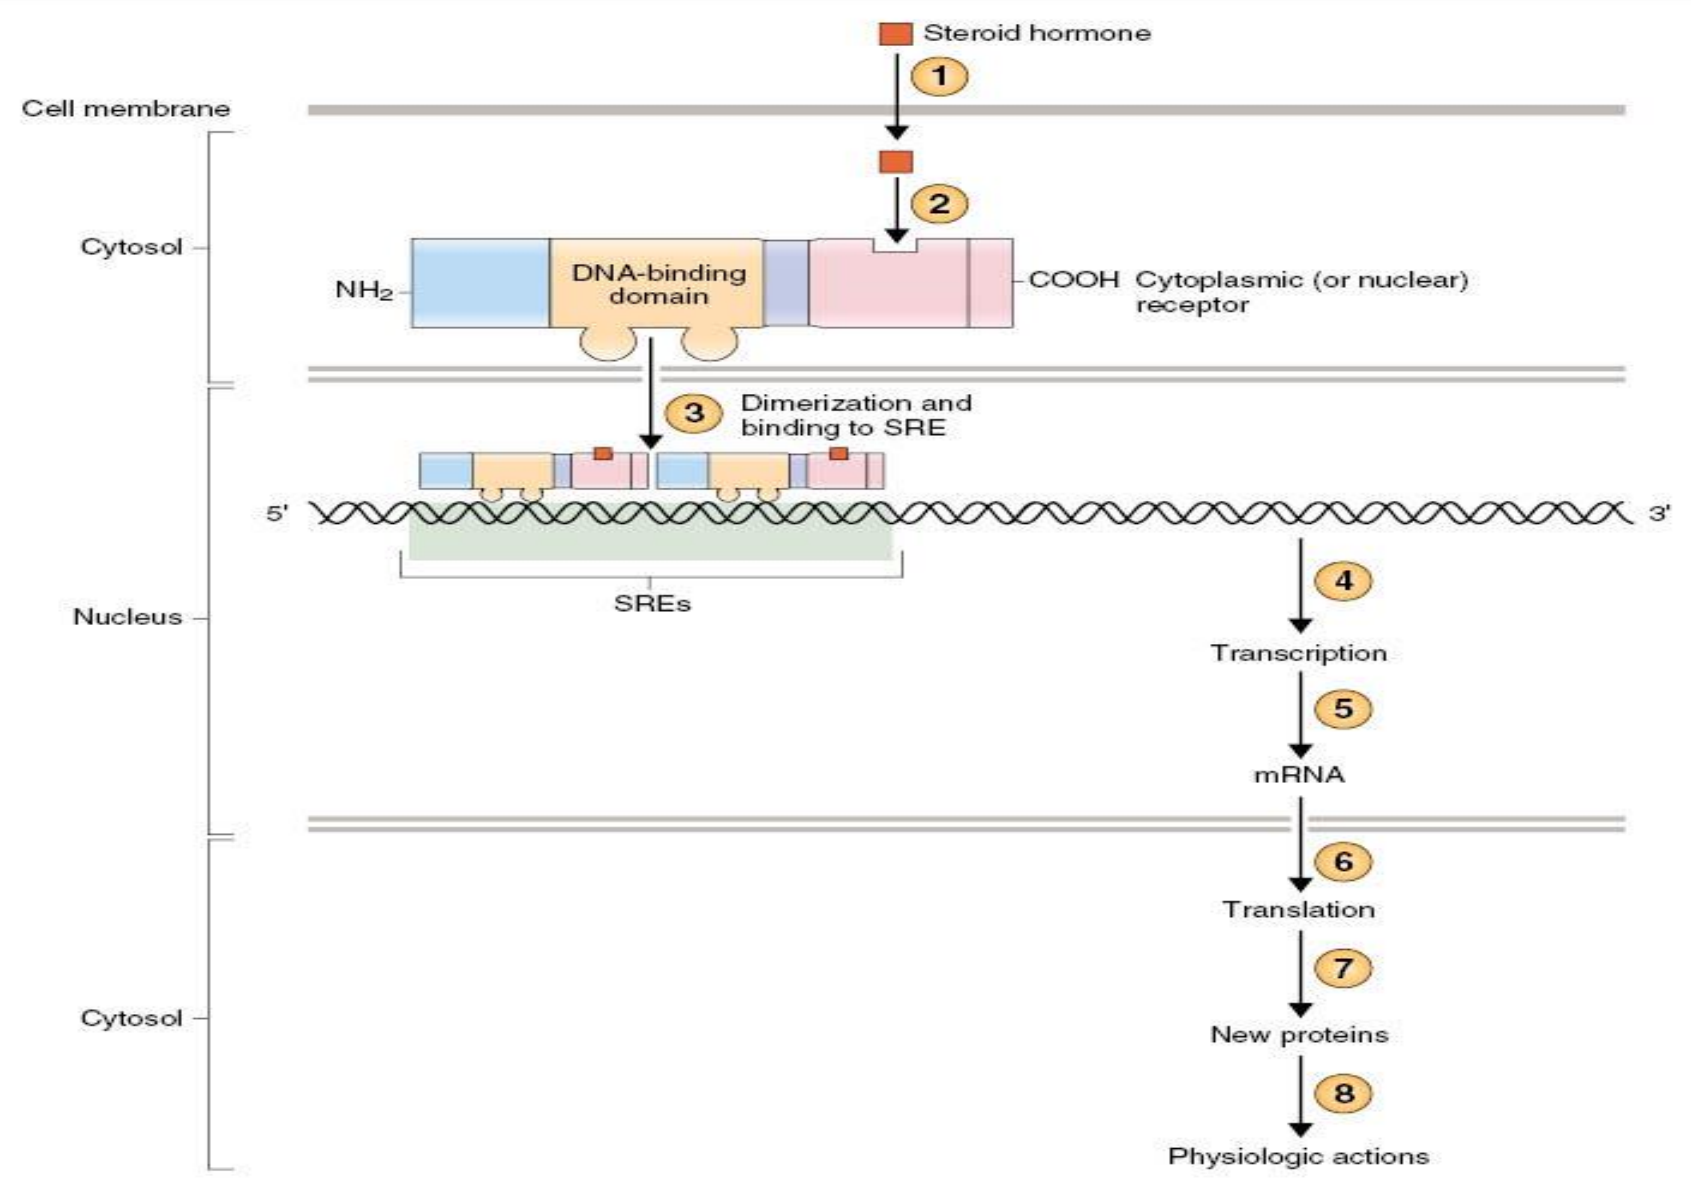 Steroid hormone
1
Cell membrane
2
Cytosol
DNA-binding
domain
NH₂
COOH Cytoplasmic (or nuclear)
receptor
3
Dimerization and
binding to SRE
5' 3'
SREs
4
Nucleus
Transcription
5
mRNA
6
Translation
7
Cytosol
New proteins
8
Physiologic actions